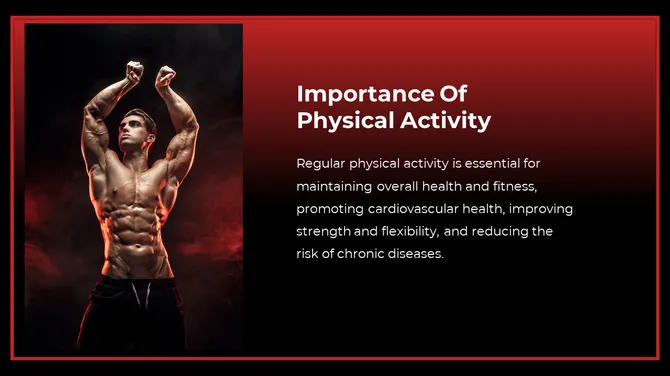 Importance Of
Physical Activity
Regular physical activity is essential for
maintaining overall health and fitness,
promoting cardiovascular health, improving
strength and flexibility, and reducing the
risk of chronic diseases.